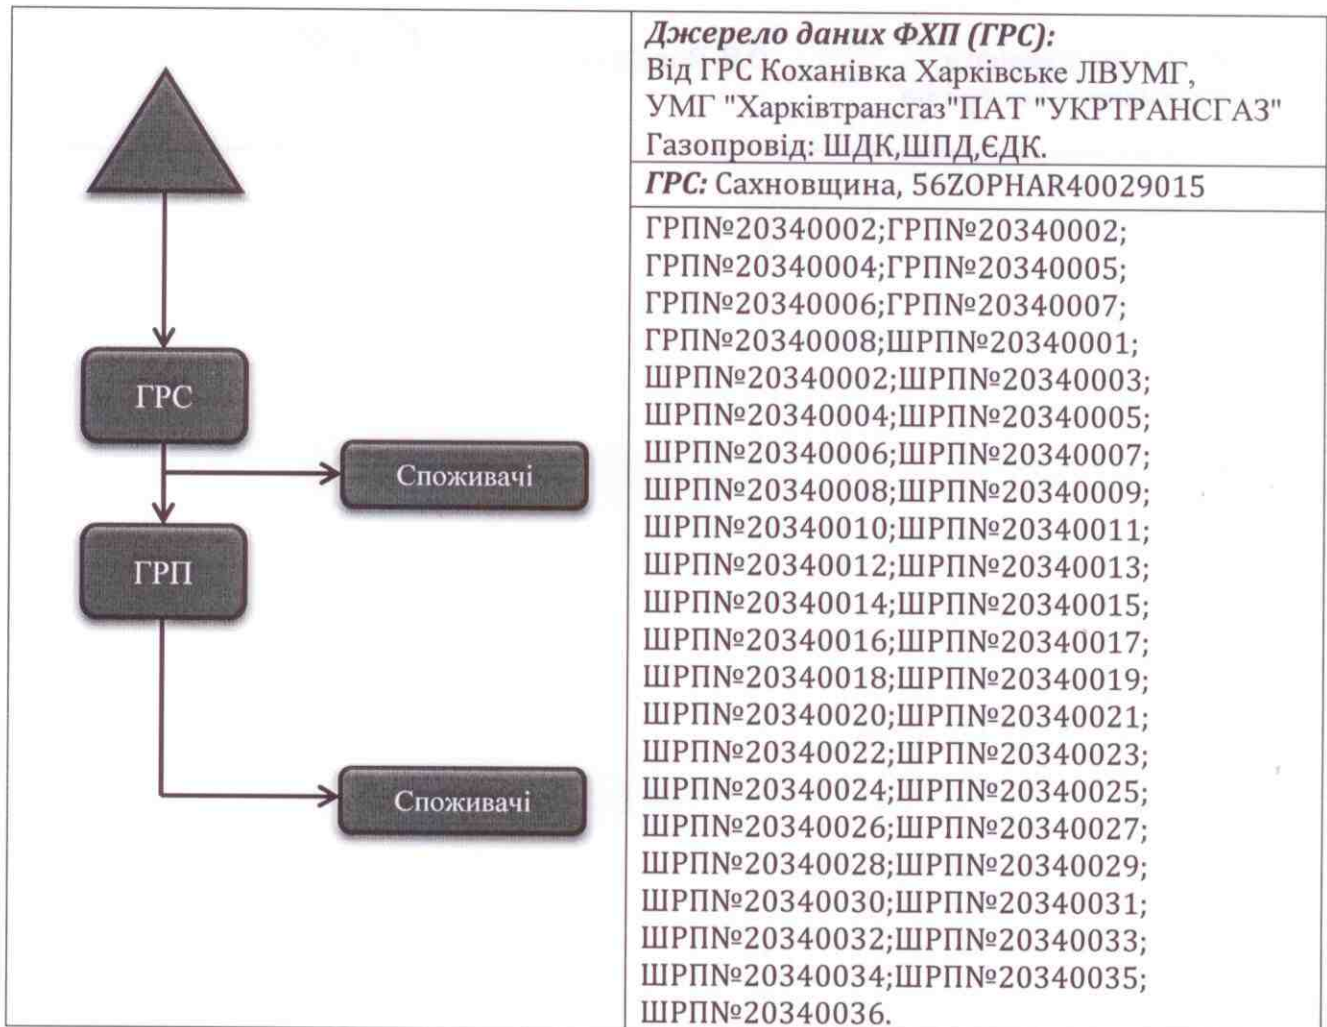 ГРС
Споживачі
ГРП
Споживачі
Джерело даних ФХП (ГРС):
Від ГРС Коханівка Харківське ЛВУМГ,
УМГ "Харківтрансгаз"ПАТ "УКРТРАНСГАЗ"
Газопровід: ШДК,ШПД,ЄДК.
ГРС: Сахновщина, 56ZOPHAR40029015
ГРП№20340002;ГРП№20340002;
ГРП№20340004;ГРП№20340005;
ГРП№20340006;ГРП№20340007;
ГРП№20340008;ШРП№20340001;
ШРП№20340002;ШРП№20340003;
ШРП№20340004;ШРП№20340005;
ШРП№20340006;ШРП№20340007;
ШРП№20340008;ШРП№20340009;
ШРП№20340010;ШРП№20340011;
ШРП№20340012;ШРП№20340013;
ШРП№20340014;ШРП№20340015;
ШРП№20340016;ШРП№20340017;
ШРП№20340018;ШРП№20340019;
ШРП№20340020;ШРП№20340021;
ШРП№20340022;ШРП№20340023;
ШРП№20340024;ШРП№20340025;
ШРП№20340026;ШРП№20340027;
ШРП№20340028;ШРП№20340029;
ШРП№20340030;ШРП№20340031;
ШРП№20340032;ШРП№20340033;
ШРП№20340034;ШРП№20340035;
ШРП№20340036.